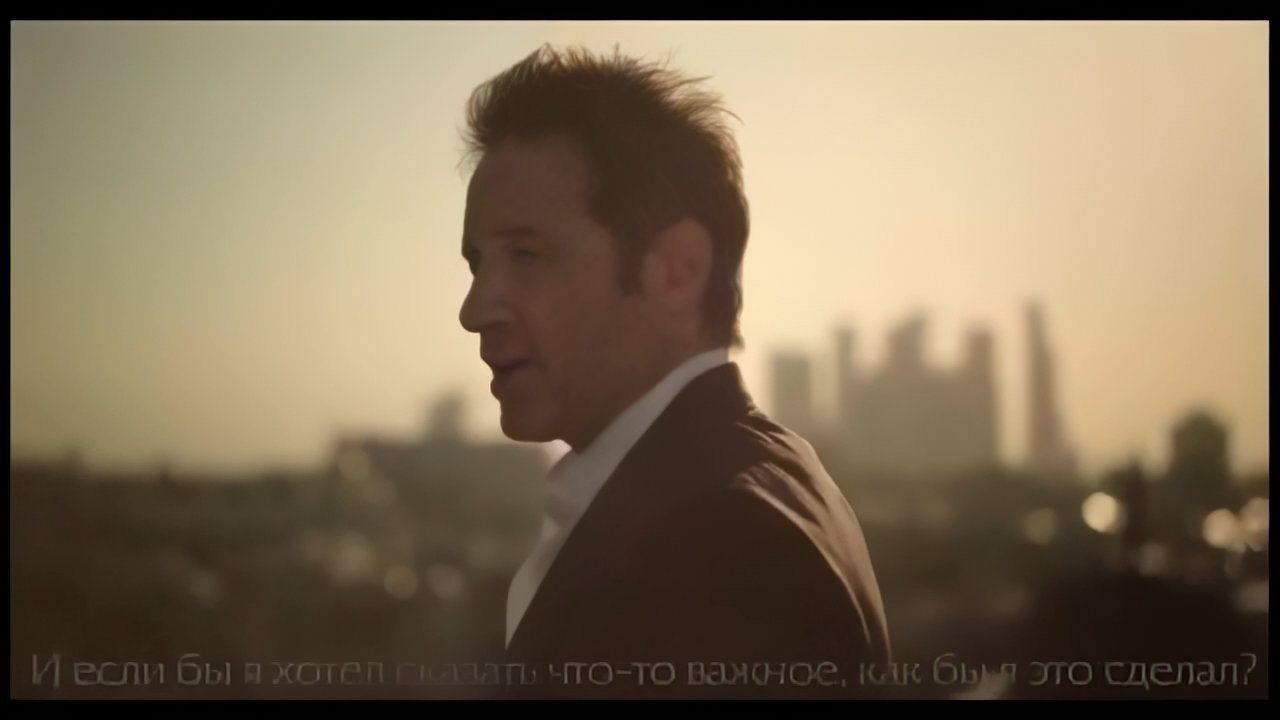 И если бы я хотел сказать что-то важное, как бы я это сделал?